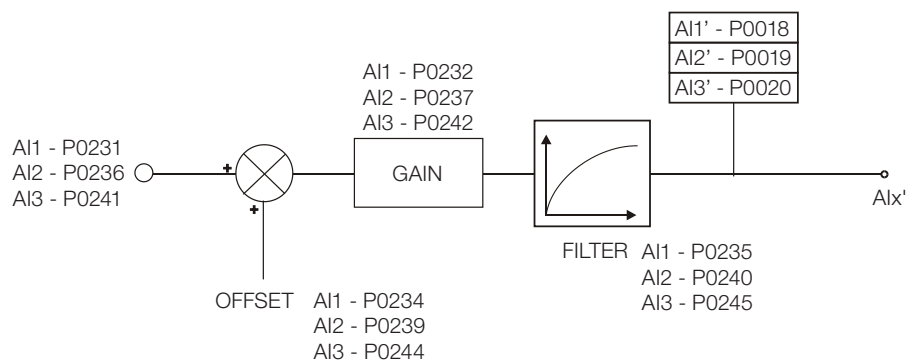 AI1' - P0018
AI2' - P0019
AI3' - P0020
AI1 - P0232
AI2 - P0237
AI3 - P0242
AI1 - P0231
AI2 - P0236
AI3 - P0241
+
+
GAIN
AIx'
FILTER AI1 - P0235
AI2 - P0240
AI3 - P0245
OFFSET AI1 - P0234
AI2 - P0239
AI3 - P0244